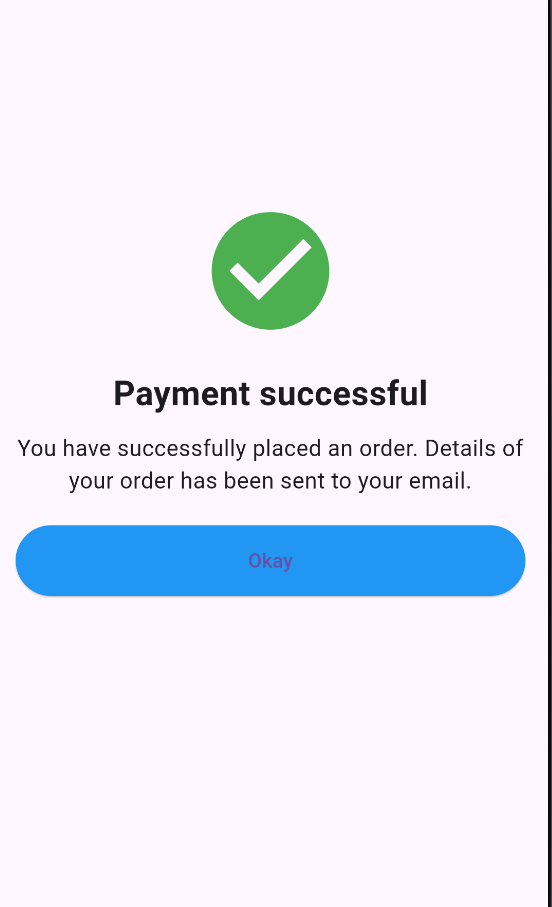 Payment successful
You have successfully placed an order. Details of
your order has been sent to your email.
Okay